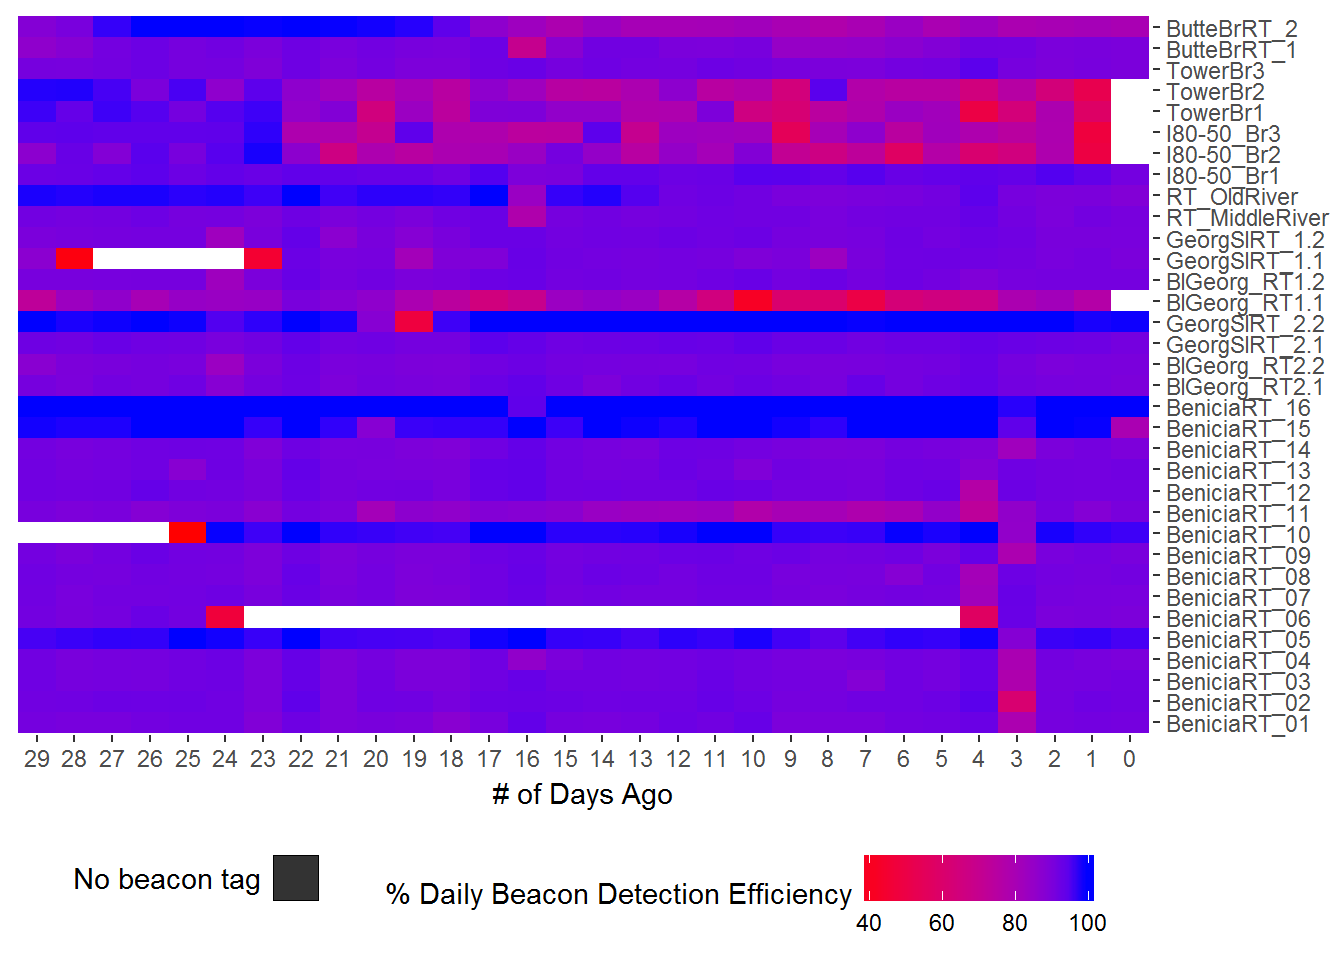 ButteBrRT_2
ButteBrRT_1
TowerBr3
TowerBr2
TowerBr1
I80-50_Br3
I80-50_Br2
I80-50_Br1
RT_OldRiver
RT_MiddleRiver
GeorgSlRT_1.2
GeorgSlRT_1.1
BlGeorg_RT1.2
BlGeorg_RT1.1
GeorgSlRT_2.2
GeorgSlRT_2.1
BlGeorg_RT2.2
BlGeorg_RT2.1
BeniciaRT_16
BeniciaRT_15
BeniciaRT_14
BeniciaRT_13
BeniciaRT_12
BeniciaRT_11
BeniciaRT_10
BeniciaRT_09
BeniciaRT_08
BeniciaRT_07
BeniciaRT_06
BeniciaRT_05
BeniciaRT_04
BeniciaRT_03
BeniciaRT_02
BeniciaRT_01
29 28 27 26 25 24 23 22 21 20 19 18 17 16 15 14 13 12 11 10 9 8 7 6 5 4 3 2 1 0
# of Days Ago
No beacon tag
% Daily Beacon Detection Efficiency
40 60 80 100